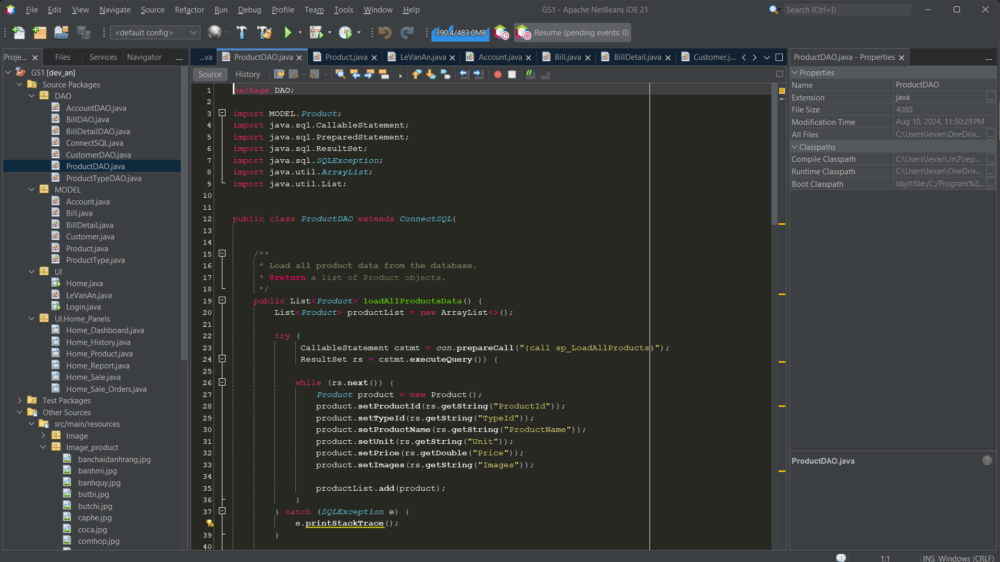 File Edit View Navigate Source Refactor Run Debug Profile Team Tools Window Help
GS1 - Apache NetBeans IDE 21
Search (Ctrl+I)
<default config>
390.4/483.0MB
Resume (pending events: 0)
Proje... Files Services Navigator
GS1 [dev_an]
Source Packages
DAO
AccountDAO.java
BillDAO.java
BillDetailDAO.java
ConnectSQL.java
CustomerDAO.java
ProductDAO.java
ProductTypeDAO.java
MODEL
Account.java
Bill.java
BillDetail.java
Customer.java
Product.java
ProductType.java
UI
Home.java
LeVanAn.java
Login.java
UI.Home_Panels
Home_Dashboard.java
Home_History.java
Home_Product.java
Home_Report.java
Home_Sale.java
Home_Sale_Orders.java
Test Packages
Other Sources
src/main/resources
Image
Image_product
banchaidanhrang.jpg
banhmi.jpg
banhquy.jpg
butbi.jpg
butchi.jpg
caphe.jpg
coca.jpg
comhop.jpg
...va ProductDAO.java Product.java LeVanAn.java Account.java Bill.java BillDetail.java Customer.j...
Source History
1 package DAO;
2
3 import MODEL.Product;
4 import java.sql.CallableStatement;
5 import java.sql.PreparedStatement;
6 import java.sql.ResultSet;
7 import java.sql.SQLException;
8 import java.util.ArrayList;
9 import java.util.List;
10
11
12 public class ProductDAO extends ConnectSQL{
13
14
15 /**
16 * Load all product data from the database.
17 * @return a list of Product objects.
18 */
19 public List<Product> loadAllProductsData() {
20 List<Product> productList = new ArrayList<>();
21
22 try (
23 CallableStatement cstmt = con.prepareCall("{call sp_LoadAllProducts}");
24 ResultSet rs = cstmt.executeQuery()) {
25
26 while (rs.next()) {
27 Product product = new Product();
28 product.setProductId(rs.getString("ProductId"));
29 product.setTypeId(rs.getString("TypeId"));
30 product.setProductName(rs.getString("ProductName"));
31 product.setUnit(rs.getString("Unit"));
32 product.setPrice(rs.getDouble("Price"));
33 product.setImages(rs.getString("Images"));
34
35 productList.add(product);
36 }
37 } catch (SQLException e) {
e.printStackTrace();
39 }
40
ProductDAO.java - Properties
Properties
Name ProductDAO
Extension java ...
File Size 4080
Modification Time Aug 10, 2024, 11:50:29 PM
All Files C:\Users\levan\OneDriv... ...
Classpaths
Compile Classpath C:\Users\levan\.m2\rep... ...
Runtime Classpath C:\Users\levan\OneDriv... ...
Boot Classpath nbjrt:file:/C:/Program%2... ...
ProductDAO.java
1 1:1 INS Windows (CRLF)